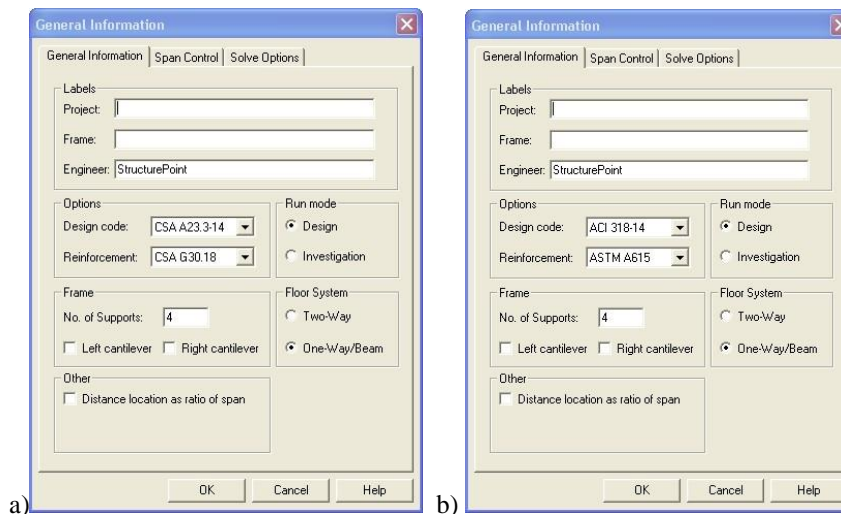 General Information
General Information Span Control Solve Options
Labels
Project:
Frame:
Engineer: StructurePoint
Options
Design code: CSA A23.3-14
Reinforcement: CSA G30.18
Run mode
Design
Investigation
Frame
No. of Supports: 4
Left cantilever Right cantilever
Floor System
Two-Way
One-Way/Beam
Other
Distance location as ratio of span
OK Cancel Help
a)
General Information
General Information Span Control Solve Options
Labels
Project:
Frame:
Engineer: StructurePoint
Options
Design code: ACI 318-14
Reinforcement: ASTM A615
Run mode
Design
Investigation
Frame
No. of Supports: 4
Left cantilever Right cantilever
Floor System
Two-Way
One-Way/Beam
Other
Distance location as ratio of span
OK Cancel Help
b)